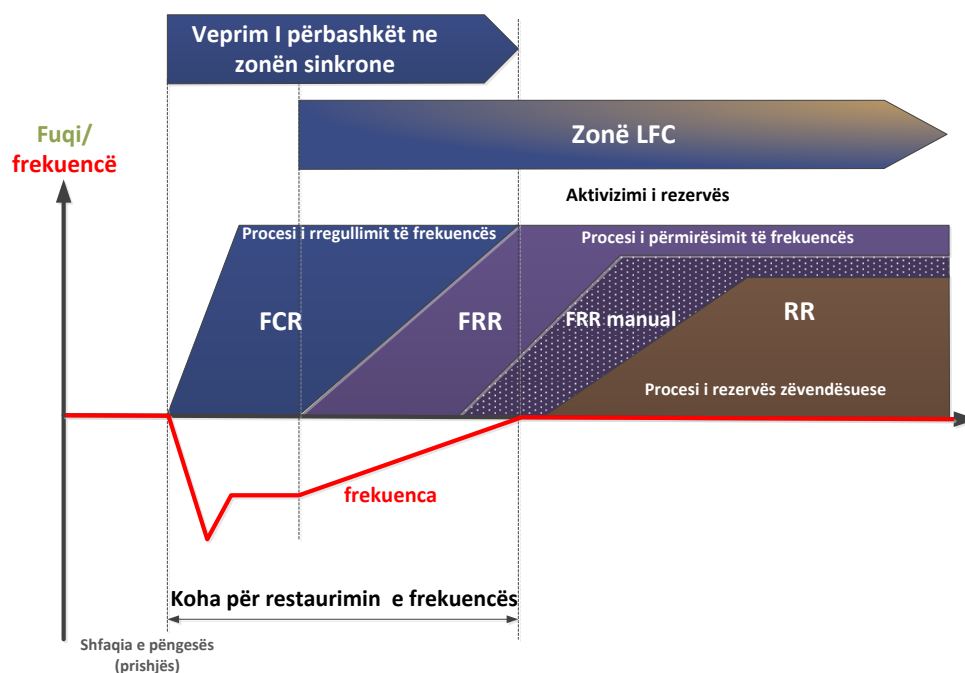 Veprim I përbashkët ne
zonën sinkrone
Zonë LFC
Fuqi/
frekuencë
Aktivizimi i rezervës
Procesi i rregullimit të frekuencës
Procesi i përmirësimit të frekuencës
FCR
FRR
FRR manual
RR
Procesi i rezervës zëvendësuese
frekuenca
Koha për restaurimin e frekuencës
Shfaqia e pëngesës
(prishjës)